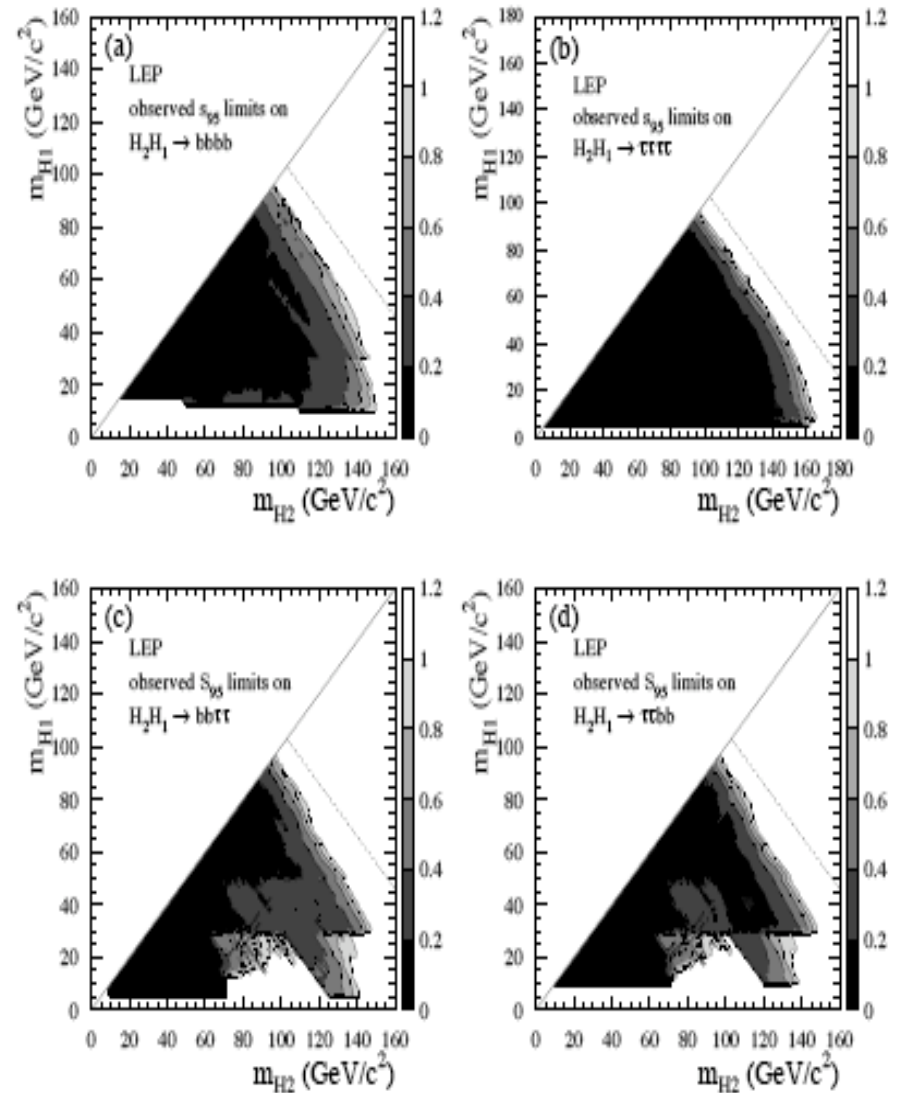 (a)
LEP
observed s₉₅ limits on
H₂H₁ → bbbb
m_H1 (GeV/c²)
160
140
120
100
80
60
40
20
0
0 20 40 60 80 100 120 140 160
m_H2 (GeV/c²)
1.2
1
0.8
0.6
0.4
0.2
0
(b)
LEP
observed s₉₅ limits on
H₂H₁ → ττττ
m_H1 (GeV/c²)
180
160
140
120
100
80
60
40
20
0
0 20 40 60 80 100 120 140 160 180
m_H2 (GeV/c²)
1.2
1
0.8
0.6
0.4
0.2
0
(c)
LEP
observed S₉₅ limits on
H₂H₁ → bbττ
m_H1 (GeV/c²)
160
140
120
100
80
60
40
20
0
0 20 40 60 80 100 120 140 160
m_H2 (GeV/c²)
1.2
1
0.8
0.6
0.4
0.2
0
(d)
LEP
observed S₉₅ limits on
H₂H₁ → ττbb
m_H1 (GeV/c²)
160
140
120
100
80
60
40
20
0
0 20 40 60 80 100 120 140 160
m_H2 (GeV/c²)
1.2
1
0.8
0.6
0.4
0.2
0